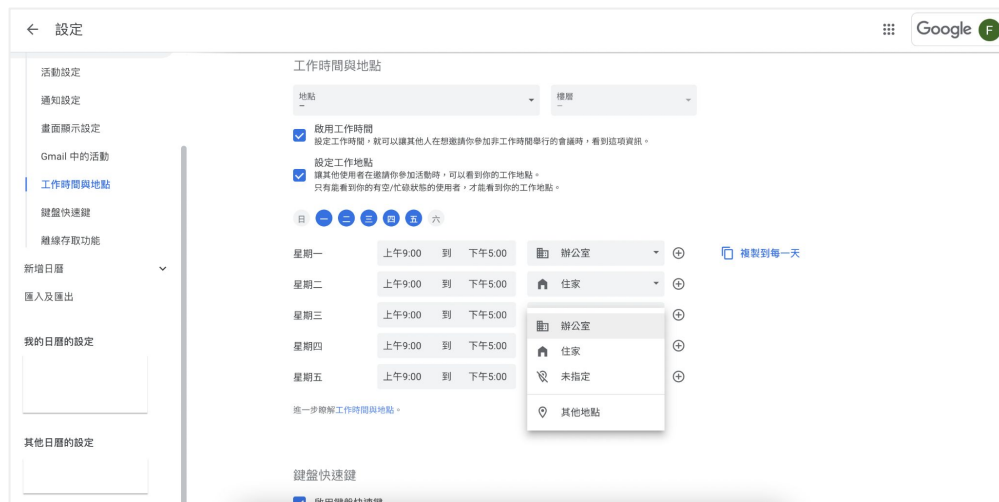 設定
Google F
活動設定
通知設定
畫面顯示設定
Gmail 中的活動
工作時間與地點
鍵盤快速鍵
離線存取功能
新增日曆
匯入及匯出
我的日曆的設定
其他日曆的設定
工作時間與地點
地點
–
樓層
–
啟用工作時間
設定工作時間，就可以讓其他人在想邀請你參加非工作時間舉行的會議時，看到這項資訊。
設定工作地點
讓其他使用者在邀請你參加活動時，可以看到你的工作地點。
只有能看到你的有空/忙碌狀態的使用者，才能看到你的工作地點。
日 一 二 三 四 五 六
星期一 上午9:00 到 下午5:00 辦公室 複製到每一天
星期二 上午9:00 到 下午5:00 住家
星期三 上午9:00 到 下午5:00
星期四 上午9:00 到 下午5:00
星期五 上午9:00 到 下午5:00
辦公室
住家
未指定
其他地點
進一步瞭解工作時間與地點。
鍵盤快速鍵
啟用鍵盤快速鍵